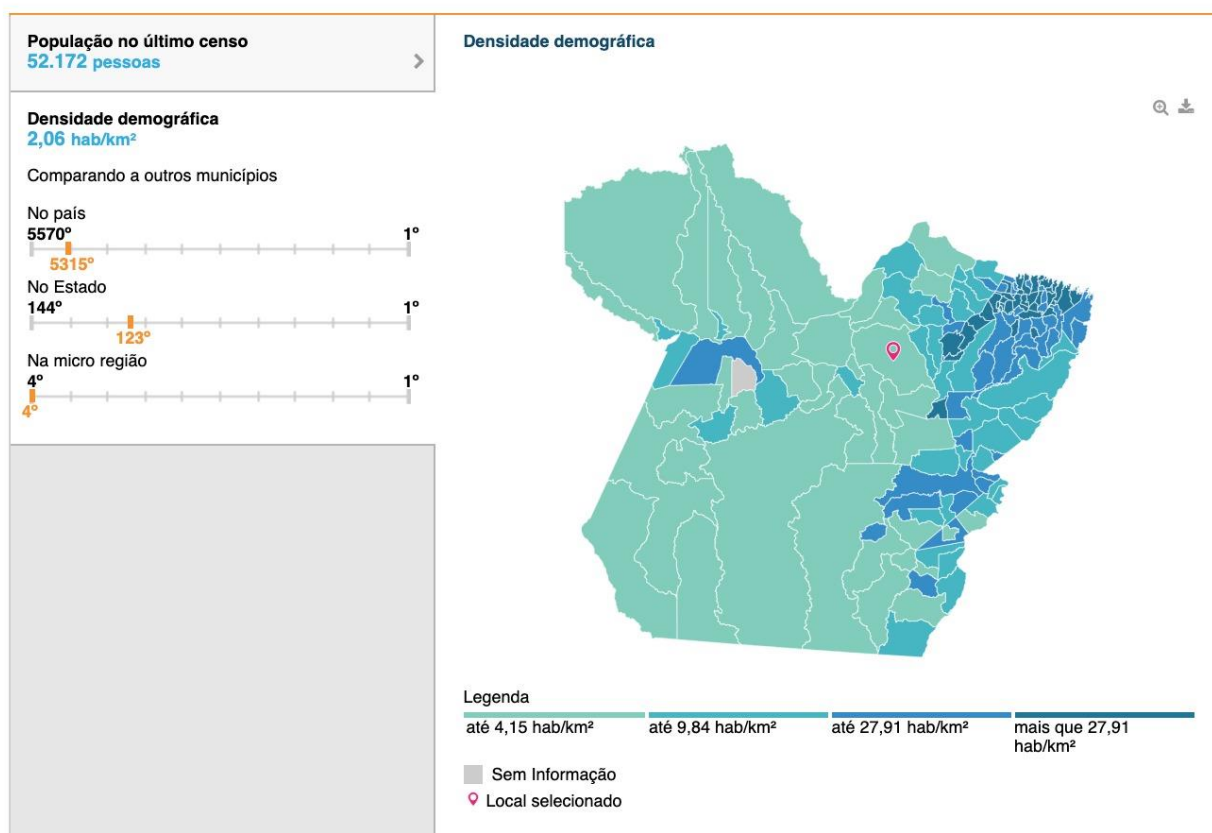 População no último censo
52.172 pessoas
Densidade demográfica
2,06 hab/km²
Comparando a outros municípios
No país
5570º 1º
5315º
No Estado
144º 1º
123º
Na micro região
4º 1º
4º
Densidade demográfica
Legenda
até 4,15 hab/km² até 9,84 hab/km² até 27,91 hab/km² mais que 27,91
hab/km²
Sem Informação
Local selecionado